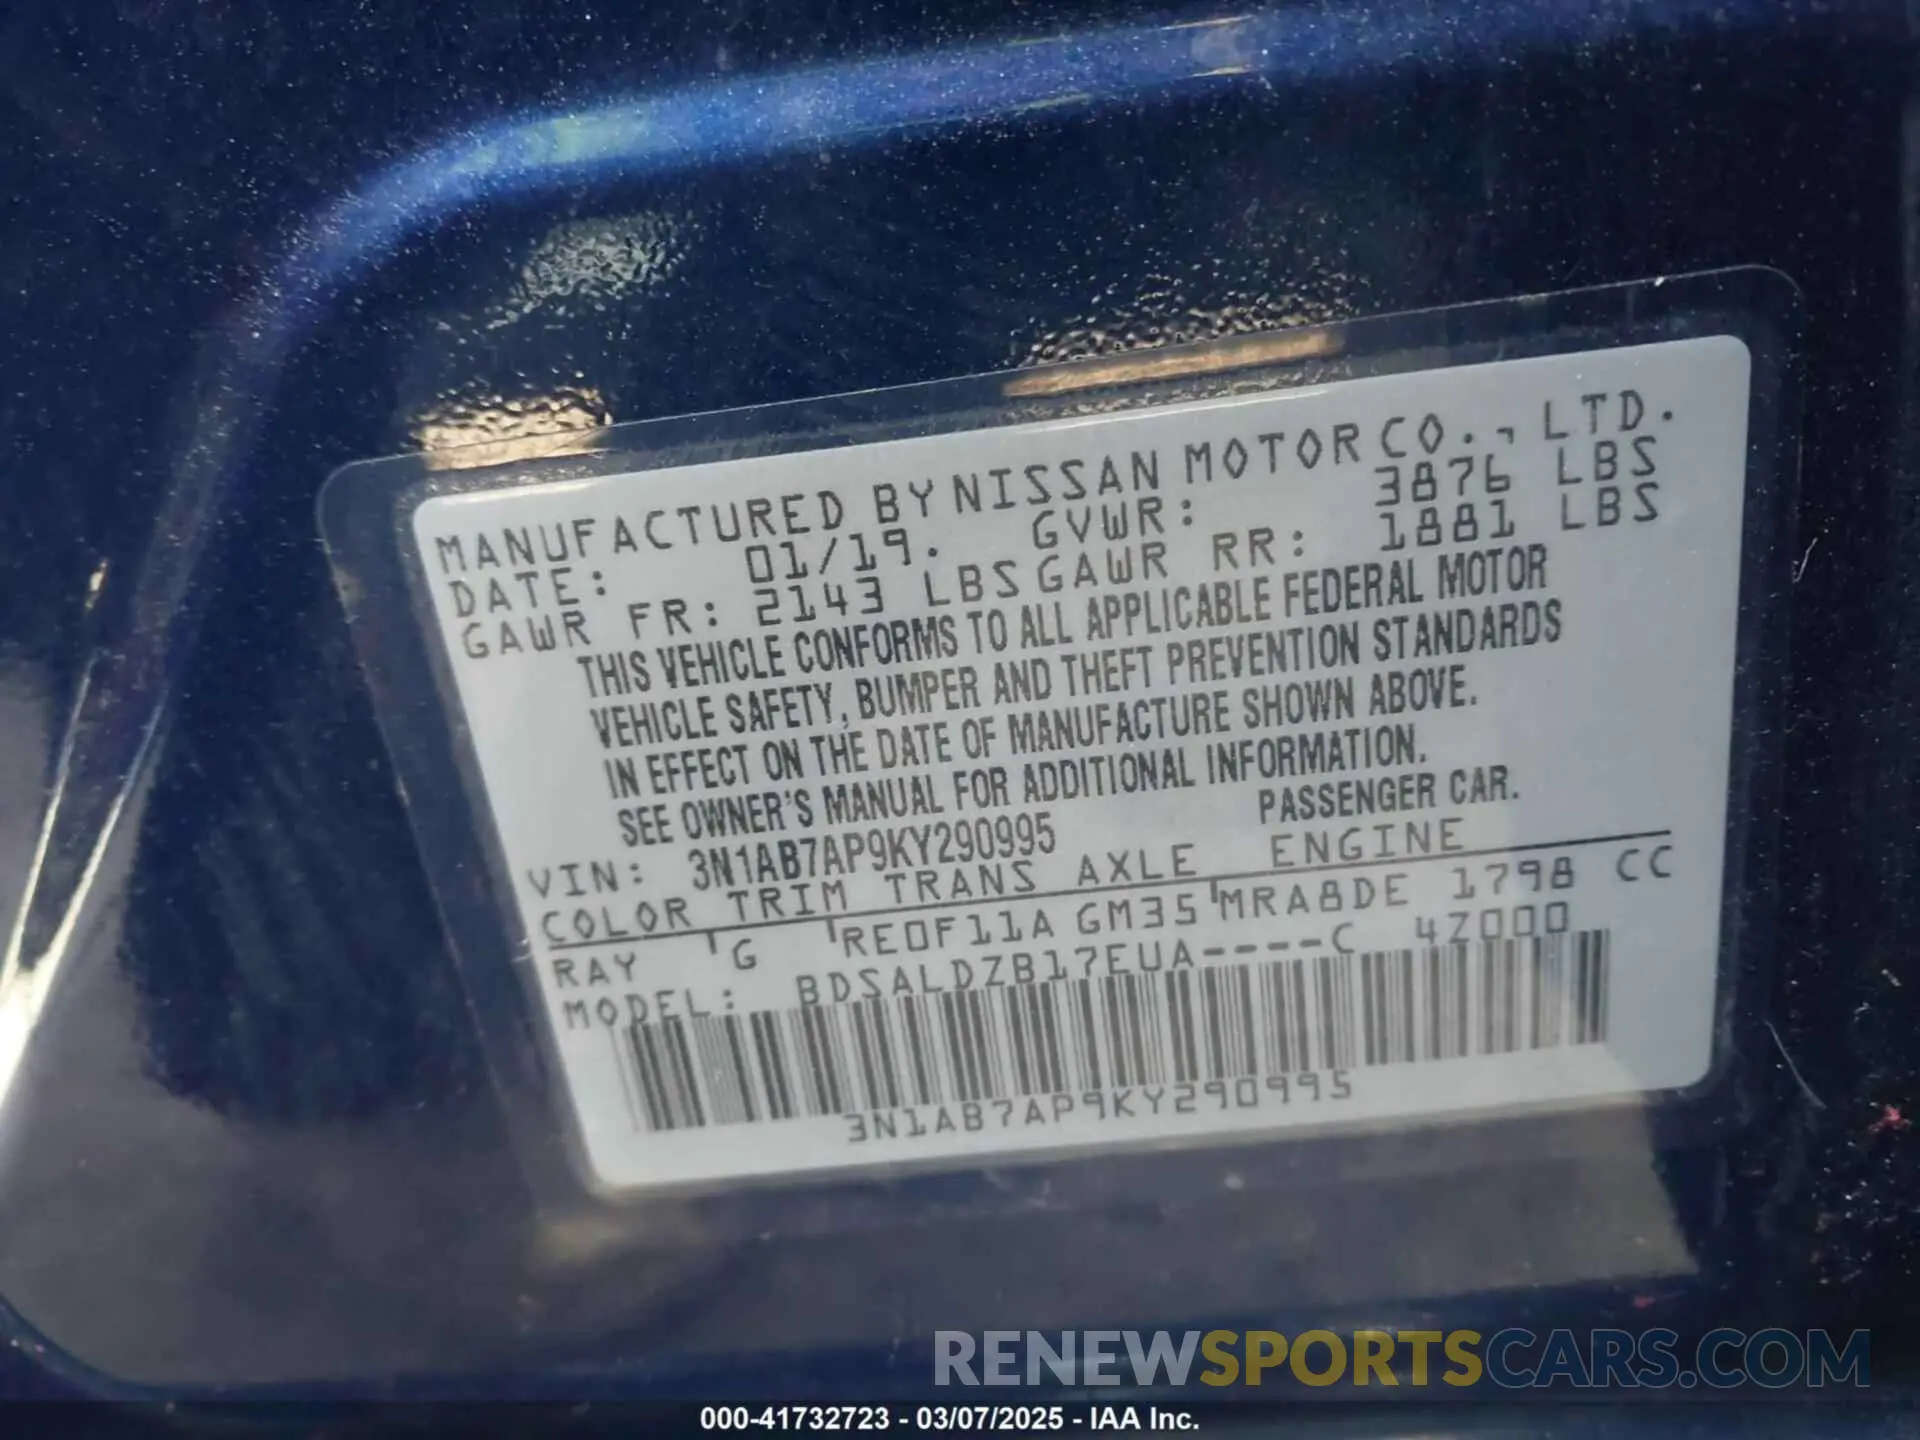 MANUFACTURED BY NISSAN MOTOR CO., LTD.
DATE: 01/19. GVWR: 3876 LBS
GAWR FR: 2143 LBS GAWR RR: 1881 LBS
THIS VEHICLE CONFORMS TO ALL APPLICABLE FEDERAL MOTOR
VEHICLE SAFETY, BUMPER AND THEFT PREVENTION STANDARDS
IN EFFECT ON THE DATE OF MANUFACTURE SHOWN ABOVE.
SEE OWNER'S MANUAL FOR ADDITIONAL INFORMATION.
VIN: 3N1AB7AP9KY290995 PASSENGER CAR.
COLOR TRIM TRANS AXLE ENGINE
RAY G RE0F11A GM35 MRA8DE 1798 CC
MODEL: BDSALDZB17EUA----C 4Z000
3N1AB7AP9KY290995
RENEWSPORTSCARS.COM
000-41732723 - 03/07/2025 - IAA Inc.